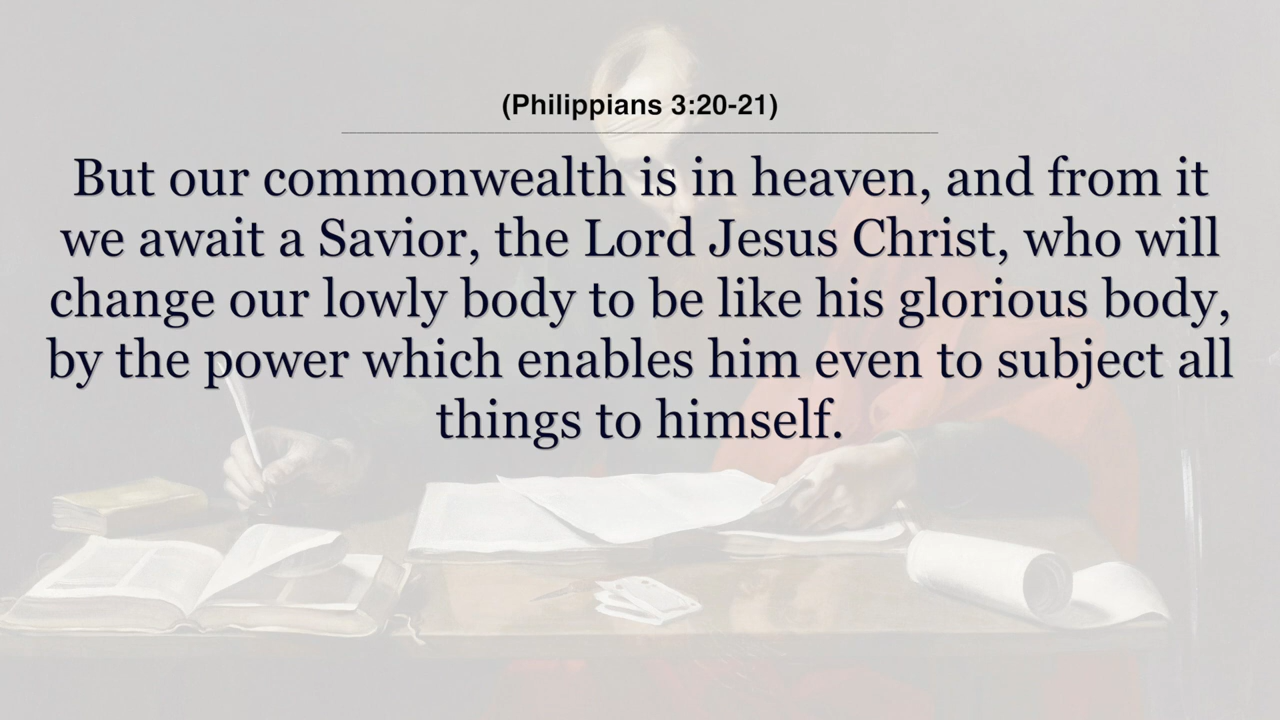 (Philippians 3:20-21)
But our commonwealth is in heaven, and from it
we await a Savior, the Lord Jesus Christ, who will
change our lowly body to be like his glorious body,
by the power which enables him even to subject all
things to himself.